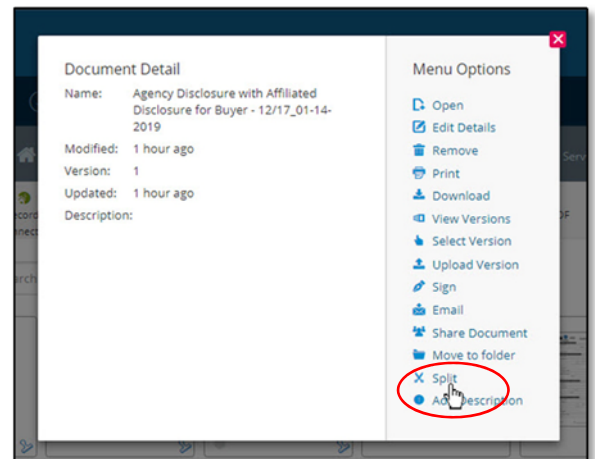 Document Detail
Name: Agency Disclosure with Affiliated
Disclosure for Buyer - 12/17_01-14-
2019
Modified: 1 hour ago
Version: 1
Updated: 1 hour ago
Description:
Menu Options
Open
Edit Details
Remove
Print
Download
View Versions
Select Version
Upload Version
Sign
Email
Share Document
Move to folder
Split
Add Description